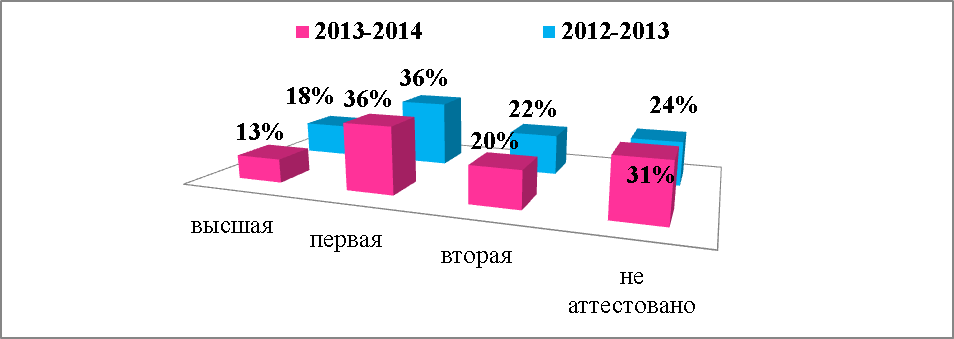 2013-2014 2012-2013
36%
18% 36% 22% 24%
13% 20%
31%
высшая
первая
вторая
не
аттестовано